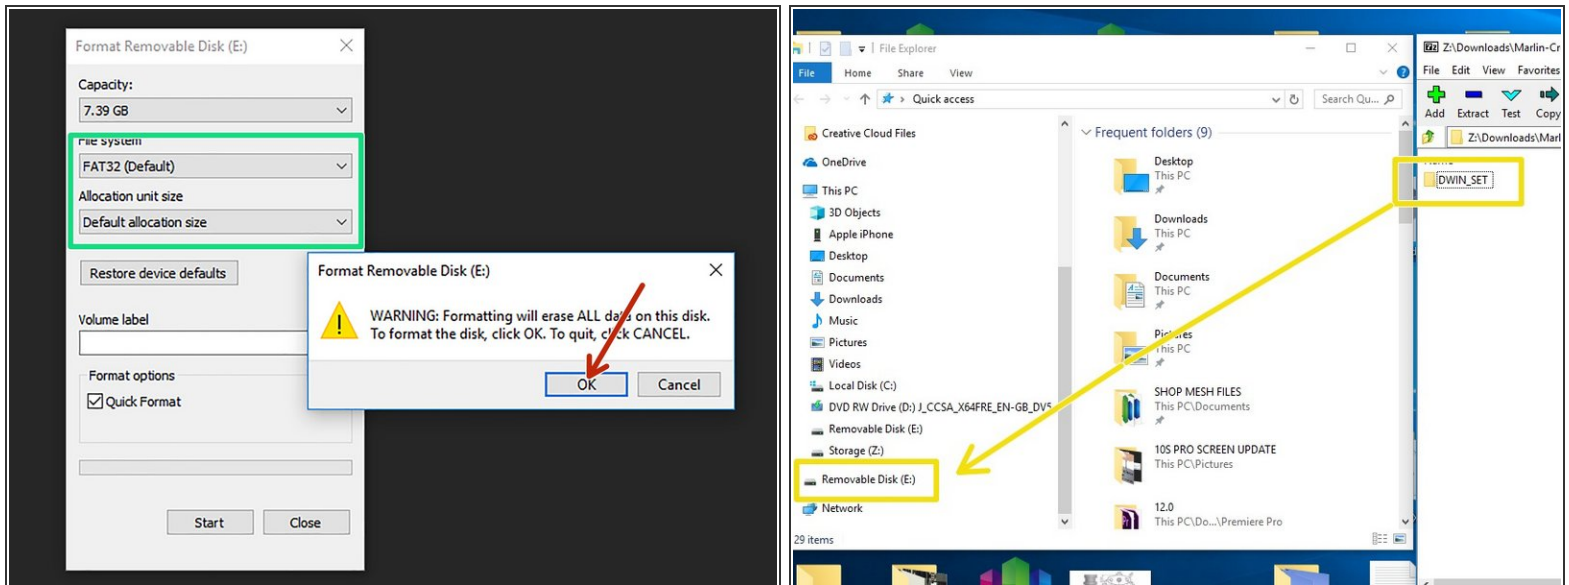 Format Removable Disk (E:)
Capacity:
7.39 GB
File system
FAT32 (Default)
Allocation unit size
Default allocation size
Restore device defaults
Volume label
Format options
Quick Format
Start
Close
Format Removable Disk (E:)
WARNING: Formatting will erase ALL data on this disk.
To format the disk, click OK. To quit, click CANCEL.
OK
Cancel
File Explorer
File Home Share View
Quick access
Search Qu...
Creative Cloud Files
OneDrive
This PC
3D Objects
Apple iPhone
Desktop
Documents
Downloads
Music
Pictures
Videos
Local Disk (C:)
DVD RW Drive (D:) J_CCSA_X64FRE_EN-GB_DV5
Removable Disk (E:)
Storage (Z:)
Removable Disk (E:)
Network
29 items
Frequent folders (9)
Desktop
This PC
Downloads
This PC
Documents
This PC
Pictures
This PC
SHOP MESH FILES
This PC\Documents
10S PRO SCREEN UPDATE
This PC\Pictures
12.0
This PC\Do...\Premiere Pro
Z:\Downloads\Marlin-Cr
File Edit View Favorites
Add Extract Test Copy
Z:\Downloads\Marl
DWIN_SET